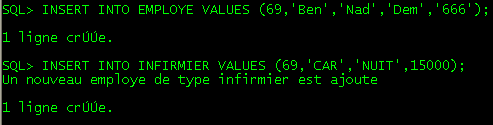 SQL> INSERT INTO EMPLOYE VALUES (69,'Ben','Nad','Dem','666');
1 ligne crÚÚe.
SQL> INSERT INTO INFIRMIER VALUES (69,'CAR','NUIT',15000);
Un nouveau employe de type infirmier est ajoute
1 ligne crÚÚe.